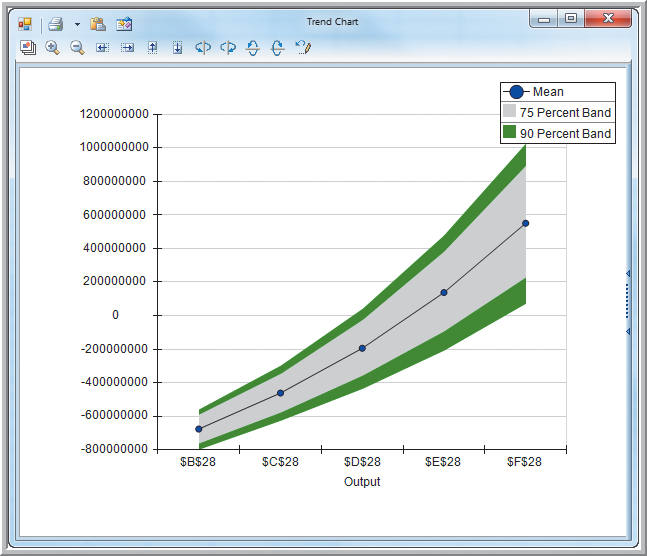 Trend Chart
Mean
75 Percent Band
90 Percent Band
1200000000
1000000000
800000000
600000000
400000000
200000000
0
-200000000
-400000000
-600000000
-800000000
$B$28 $C$28 $D$28 $E$28 $F$28
Output